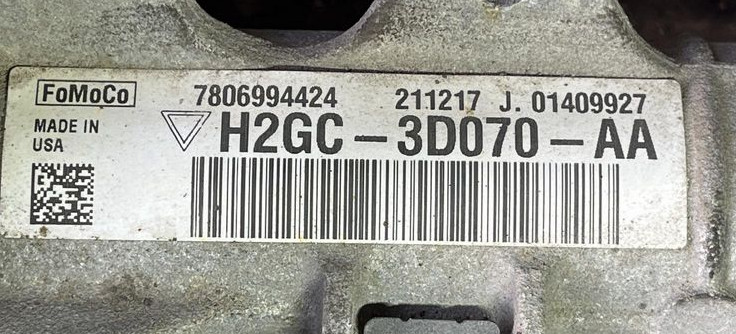 FoMoCo 7806994424 211217 J. 01409927
MADE IN
USA
H2GC-3D070-AA